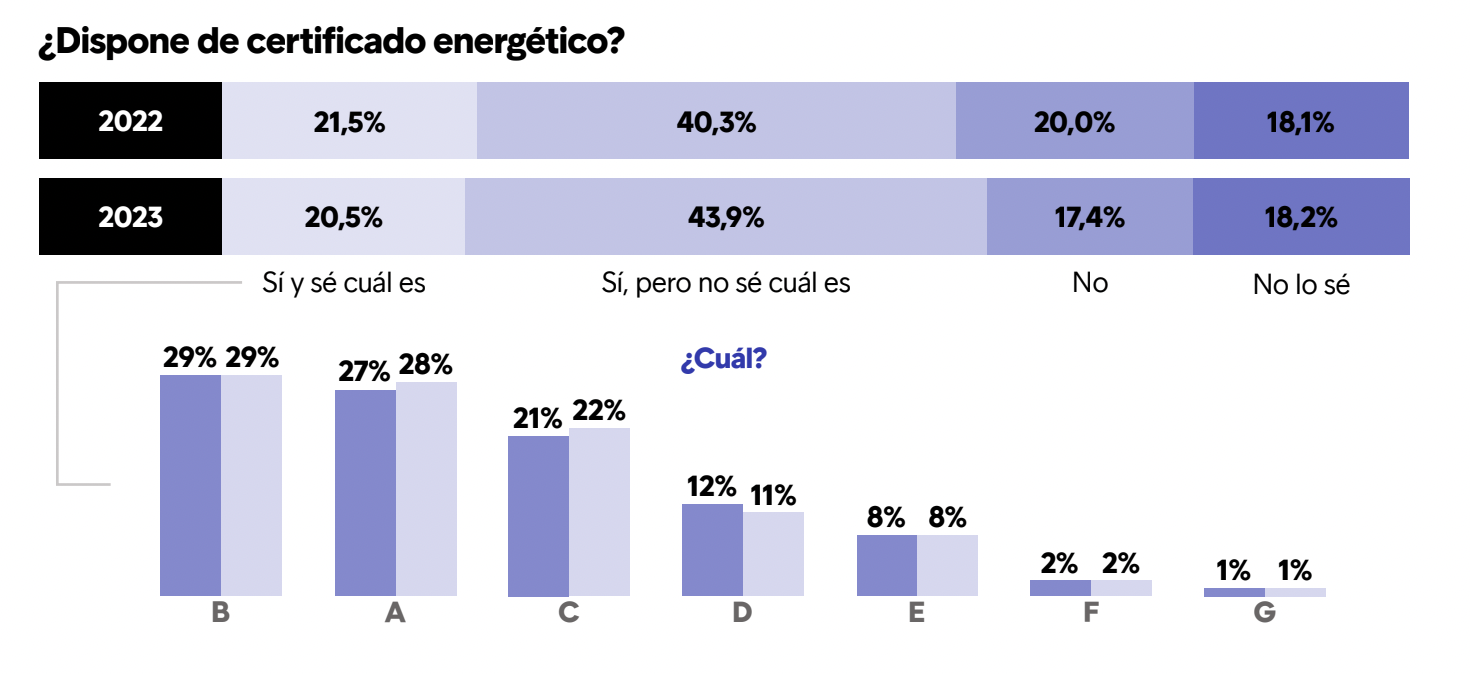 ¿Dispone de certificado energético?
2022 21,5% 40,3% 20,0% 18,1%
2023 20,5% 43,9% 17,4% 18,2%
Sí y sé cuál es Sí, pero no sé cuál es No No lo sé
¿Cuál?
29% 29% 27% 28% 21% 22% 12% 11% 8% 8% 2% 2% 1% 1%
B A C D E F G